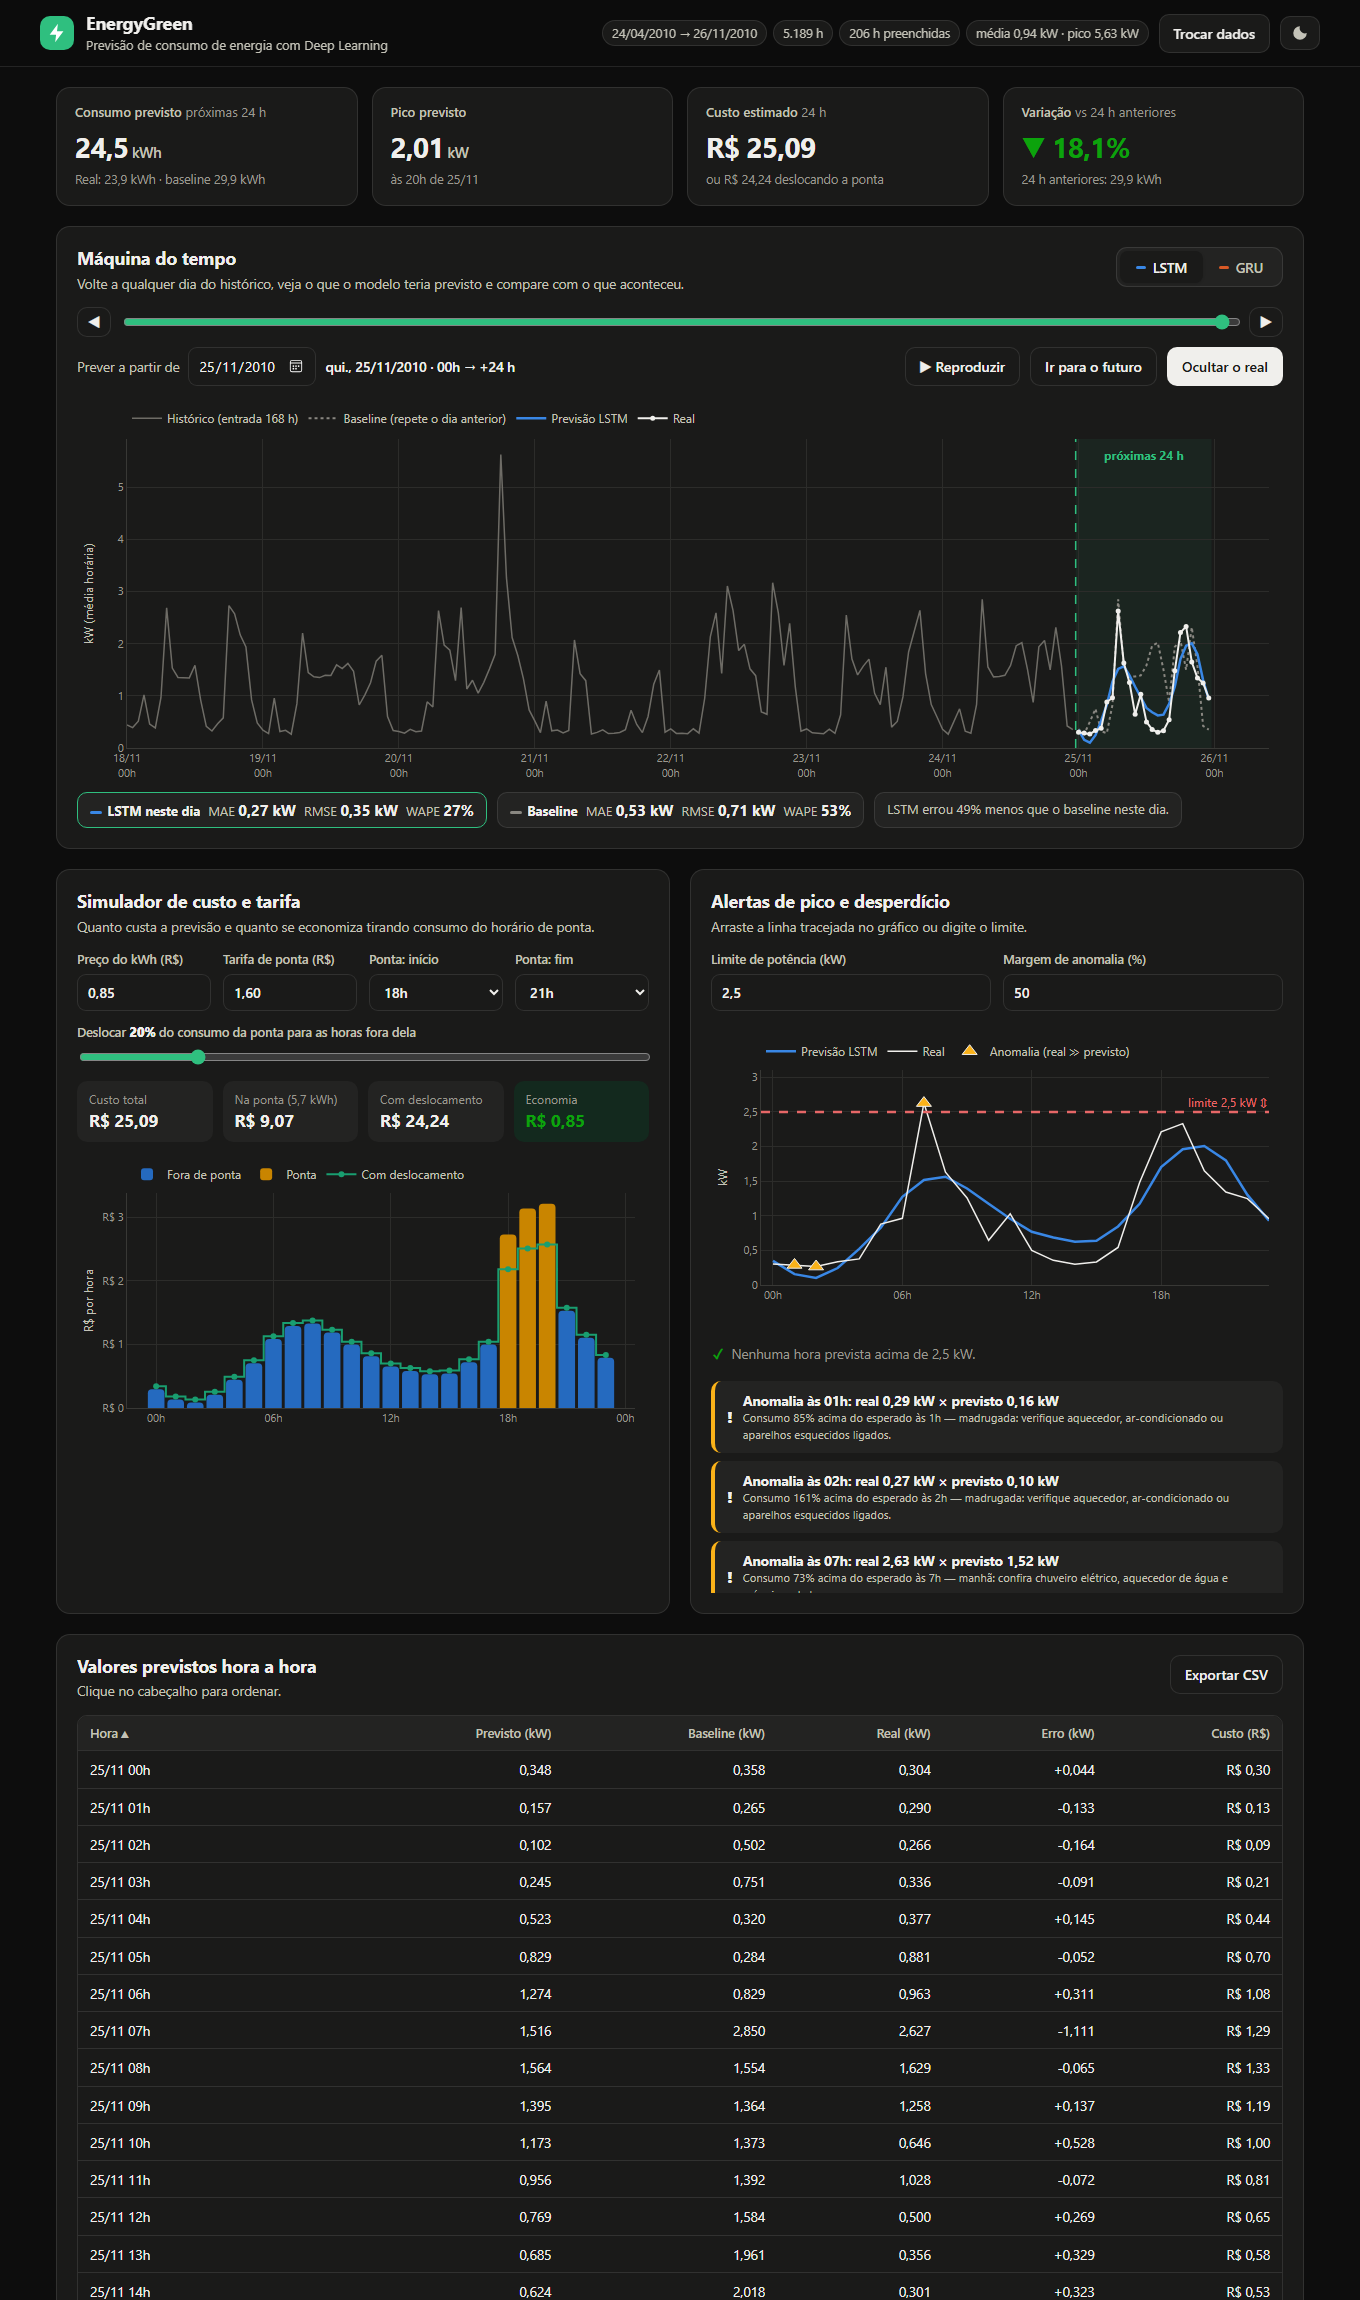 EnergyGreen
Previsão de consumo de energia com Deep Learning
24/04/2010 → 26/11/2010
5.189 h
206 h preenchidas
média 0,94 kW · pico 5,63 kW
Trocar dados
Consumo previsto próximas 24 h
24,5 kWh
Real: 23,9 kWh · baseline 29,9 kWh
Pico previsto
2,01 kW
às 20h de 25/11
Custo estimado 24 h
R$ 25,09
ou R$ 24,24 deslocando a ponta
Variação vs 24 h anteriores
▼ 18,1%
24 h anteriores: 29,9 kWh
Máquina do tempo
Volte a qualquer dia do histórico, veja o que o modelo teria previsto e compare com o que aconteceu.
LSTM
GRU
◀
▶
Prever a partir de
25/11/2010
qui., 25/11/2010 · 00h → +24 h
▶ Reproduzir
Ir para o futuro
Ocultar o real
Histórico (entrada 168 h)
Baseline (repete o dia anterior)
Previsão LSTM
Real
próximas 24 h
kW (média horária)
5
4
3
2
1
0
18/11 00h
19/11 00h
20/11 00h
21/11 00h
22/11 00h
23/11 00h
24/11 00h
25/11 00h
26/11 00h
LSTM neste dia MAE 0,27 kW RMSE 0,35 kW WAPE 27%
Baseline MAE 0,53 kW RMSE 0,71 kW WAPE 53%
LSTM errou 49% menos que o baseline neste dia.
Simulador de custo e tarifa
Quanto custa a previsão e quanto se economiza tirando consumo do horário de ponta.
Preço do kWh (R$)
Tarifa de ponta (R$)
Ponta: início
Ponta: fim
0,85
1,60
18h
21h
Deslocar 20% do consumo da ponta para as horas fora dela
Custo total
R$ 25,09
Na ponta (5,7 kWh)
R$ 9,07
Com deslocamento
R$ 24,24
Economia
R$ 0,85
Fora de ponta
Ponta
Com deslocamento
R$ por hora
R$ 3
R$ 2
R$ 1
R$ 0
00h
06h
12h
18h
00h
Alertas de pico e desperdício
Arraste a linha tracejada no gráfico ou digite o limite.
Limite de potência (kW)
Margem de anomalia (%)
2,5
50
Previsão LSTM
Real
Anomalia (real ≫ previsto)
limite 2,5 kW ⇕
kW
3
2,5
2
1,5
1
0,5
0
00h
06h
12h
18h
✓ Nenhuma hora prevista acima de 2,5 kW.
! Anomalia às 01h: real 0,29 kW × previsto 0,16 kW
Consumo 85% acima do esperado às 1h — madrugada: verifique aquecedor, ar-condicionado ou
aparelhos esquecidos ligados.
! Anomalia às 02h: real 0,27 kW × previsto 0,10 kW
Consumo 161% acima do esperado às 2h — madrugada: verifique aquecedor, ar-condicionado ou
aparelhos esquecidos ligados.
! Anomalia às 07h: real 2,63 kW × previsto 1,52 kW
Consumo 73% acima do esperado às 7h — manhã: confira chuveiro elétrico, aquecedor de água e
Valores previstos hora a hora
Clique no cabeçalho para ordenar.
Exportar CSV
Hora ▲ Previsto (kW) Baseline (kW) Real (kW) Erro (kW) Custo (R$)
25/11 00h 0,348 0,358 0,304 +0,044 R$ 0,30
25/11 01h 0,157 0,265 0,290 -0,133 R$ 0,13
25/11 02h 0,102 0,502 0,266 -0,164 R$ 0,09
25/11 03h 0,245 0,751 0,336 -0,091 R$ 0,21
25/11 04h 0,523 0,320 0,377 +0,145 R$ 0,44
25/11 05h 0,829 0,284 0,881 -0,052 R$ 0,70
25/11 06h 1,274 0,829 0,963 +0,311 R$ 1,08
25/11 07h 1,516 2,850 2,627 -1,111 R$ 1,29
25/11 08h 1,564 1,554 1,629 -0,065 R$ 1,33
25/11 09h 1,395 1,364 1,258 +0,137 R$ 1,19
25/11 10h 1,173 1,373 0,646 +0,528 R$ 1,00
25/11 11h 0,956 1,392 1,028 -0,072 R$ 0,81
25/11 12h 0,769 1,584 0,500 +0,269 R$ 0,65
25/11 13h 0,685 1,961 0,356 +0,329 R$ 0,58
25/11 14h 0,624 2,018 0,301 +0,323 R$ 0,53